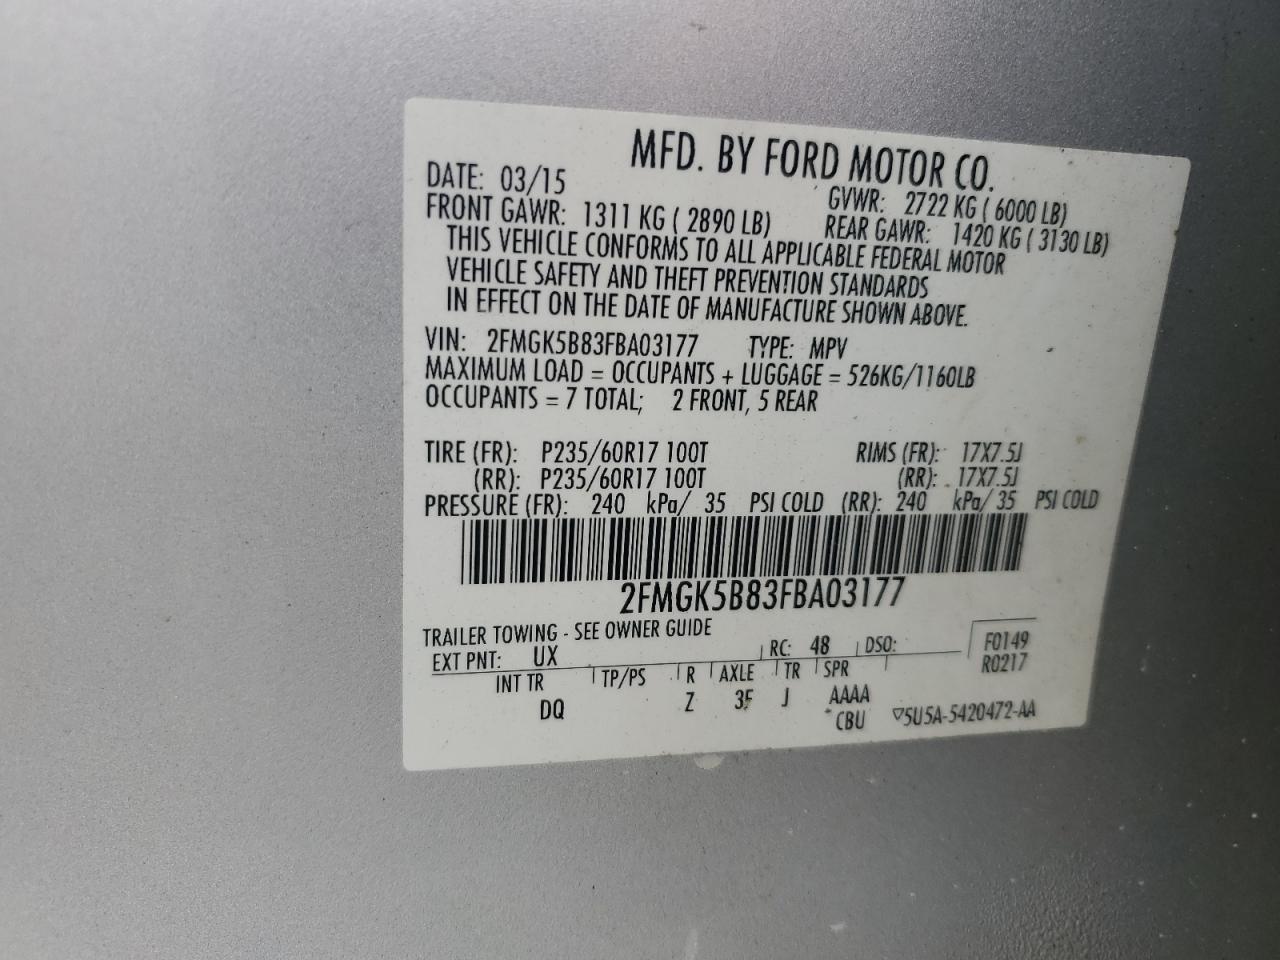 MFD. BY FORD MOTOR CO.
DATE: 03/15 GVWR: 2722 KG ( 6000 LB)
FRONT GAWR: 1311 KG ( 2890 LB) REAR GAWR: 1420 KG ( 3130 LB)
THIS VEHICLE CONFORMS TO ALL APPLICABLE FEDERAL MOTOR
VEHICLE SAFETY AND THEFT PREVENTION STANDARDS
IN EFFECT ON THE DATE OF MANUFACTURE SHOWN ABOVE.
VIN: 2FMGK5B83FBA03177 TYPE: MPV
MAXIMUM LOAD = OCCUPANTS + LUGGAGE = 526KG/1160LB
OCCUPANTS = 7 TOTAL; 2 FRONT, 5 REAR
TIRE (FR): P235/60R17 100T RIMS (FR): 17X7.5J
(RR): P235/60R17 100T (RR): 17X7.5J
PRESSURE (FR): 240 kPa/ 35 PSI COLD (RR): 240 kPa/ 35 PSI COLD
2FMGK5B83FBA03177
TRAILER TOWING - SEE OWNER GUIDE
EXT PNT: UX RC: 48 DSO: F0149
R0217
INT TR TP/PS R AXLE TR SPR
DQ Z 3F J AAAA
CBU ▽5U5A-5420472-AA